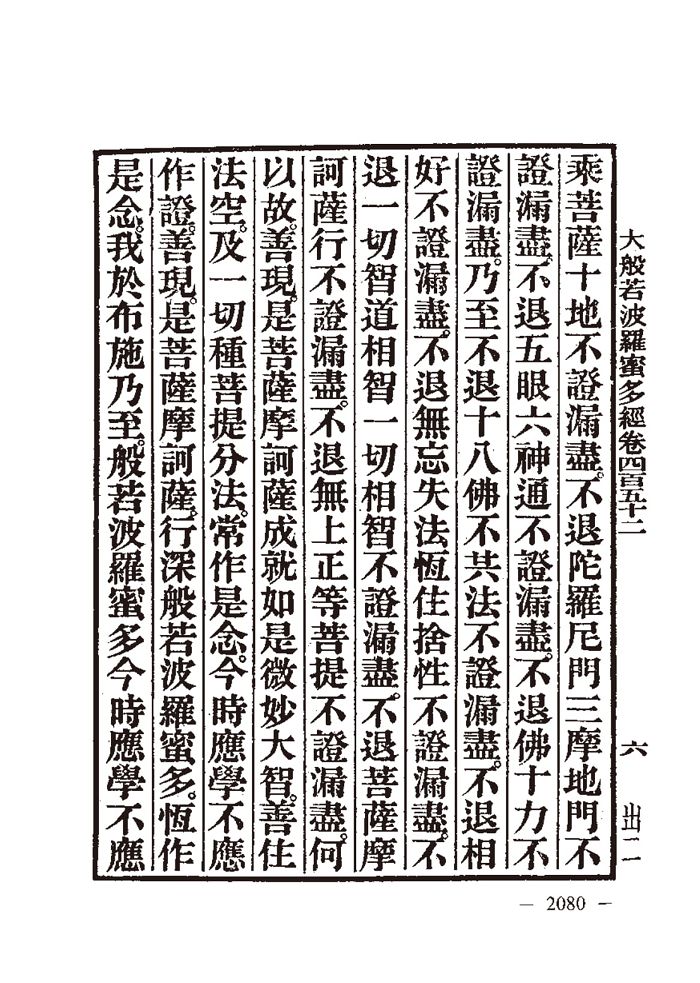 大般若波羅蜜多經卷四百五十二
六
出二
乘菩薩十地不證漏盡。不退陀羅尼門三摩地門不
證漏盡。不退五眼六神通不證漏盡。不退佛十力不
證漏盡。乃至不退十八佛不共法不證漏盡。不退相
好不證漏盡。不退無忘失法恆住捨性不證漏盡。不
退一切智道相智一切相智不證漏盡。不退菩薩摩
訶薩行不證漏盡。不退無上正等菩提不證漏盡。何
以故。善現。是菩薩摩訶薩成就如是微妙大智。善住
法空。及一切種菩提分法。常作是念。今時應學不應
作證。善現。是菩薩摩訶薩。行深般若波羅蜜多。恆作
是念。我於布施乃至。般若波羅蜜多今時應學不應
— 2080 —